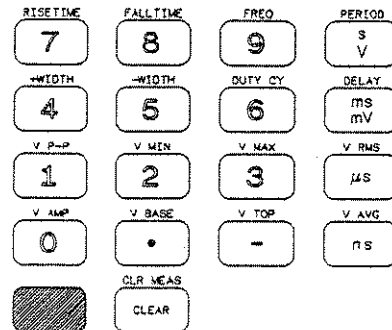 RISETIME FALLTIME FREQ PERIOD
7 8 9 s
V
+WIDTH -WIDTH DUTY CY DELAY
4 5 6 ms
mV
V P-P V MIN V MAX V RMS
1 2 3 µs
V AMP V BASE V TOP V AVG
0 • - ns
CLR MEAS
CLEAR